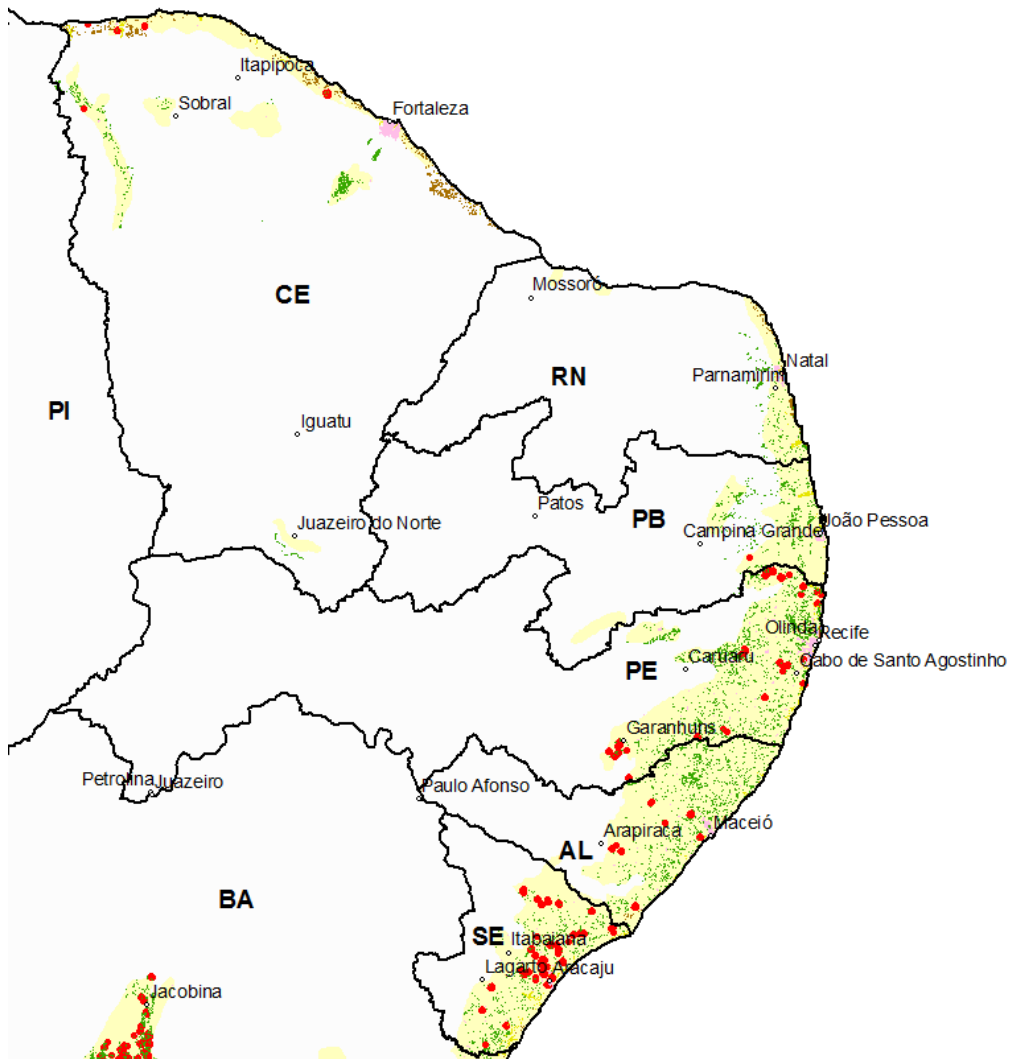 Itapipoca
Sobral
Fortaleza
CE
Mossoró
RN
Natal
Parnamirim
PI
Iguatu
Patos
PB
João Pessoa
Campina Grande
Juazeiro do Norte
Olinda
Recife
Cabo de Santo Agostinho
Caruaru
PE
Garanhuns
Petrolina
Juazeiro
Paulo Afonso
Maceió
Arapiraca
AL
BA
SE
Itabaiana
Lagarto
Aracaju
Jacobina